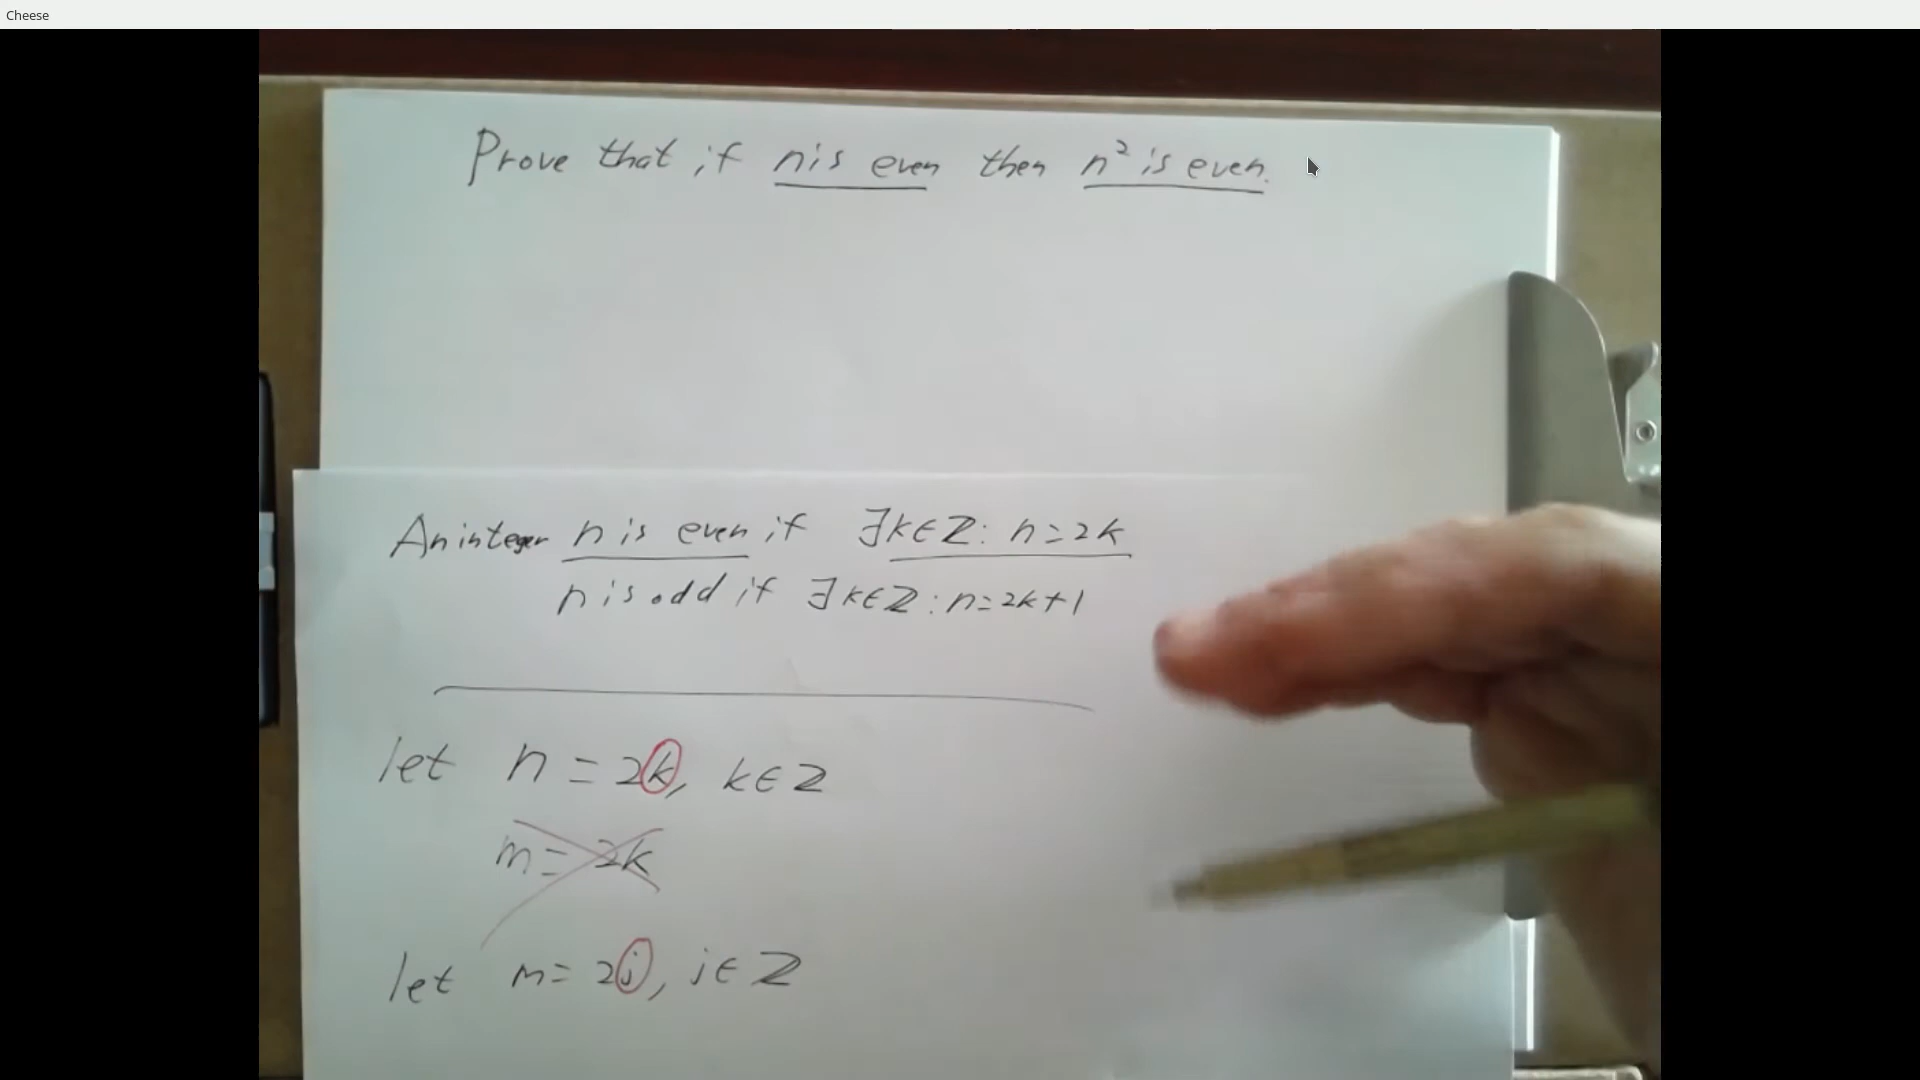 Cheese
Prove that if n is even then n² is even.
An integer n is even if ∃k∈ℤ: n=2k
n is odd if ∃k∈ℤ: n=2k+1
let n = 2k, k∈ℤ
m = 2k
let m = 2j, j∈ℤ